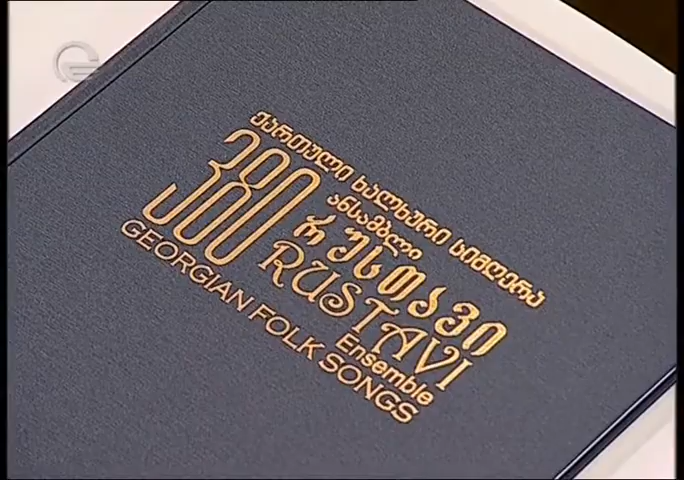 ქართული ხალხური სიმღერა
380
ანსამბლი
რუსთავი
RUSTAVI
Ensemble
GEORGIAN FOLK SONGS